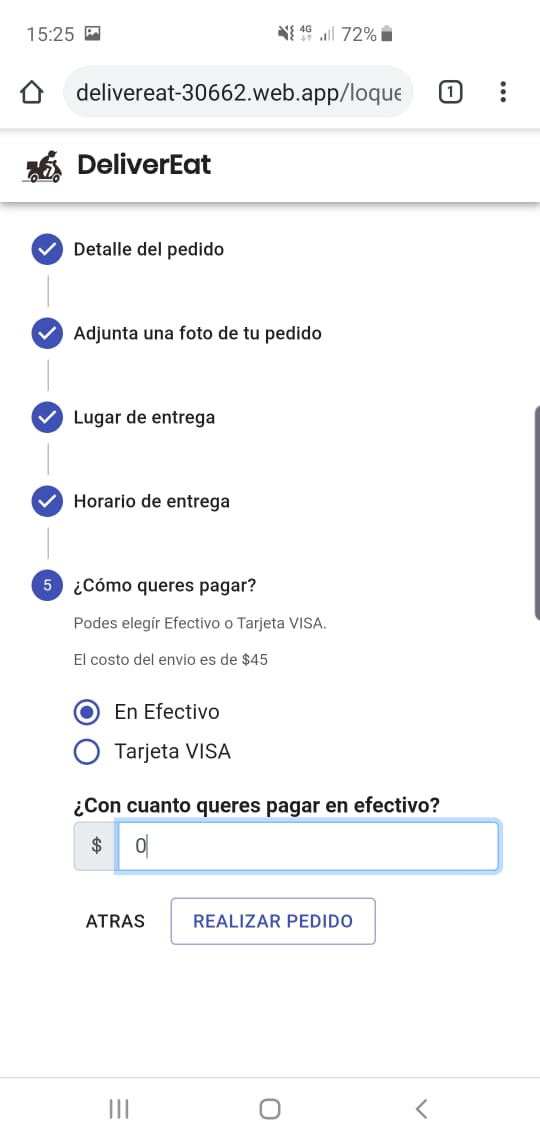 15:25
4G
72%
delivereat-30662.web.app/loque
1
DeliverEat
Detalle del pedido
Adjunta una foto de tu pedido
Lugar de entrega
Horario de entrega
5
¿Cómo queres pagar?
Podes elegír Efectivo o Tarjeta VISA.
El costo del envio es de $45
En Efectivo
Tarjeta VISA
¿Con cuanto queres pagar en efectivo?
$ 0
ATRAS REALIZAR PEDIDO